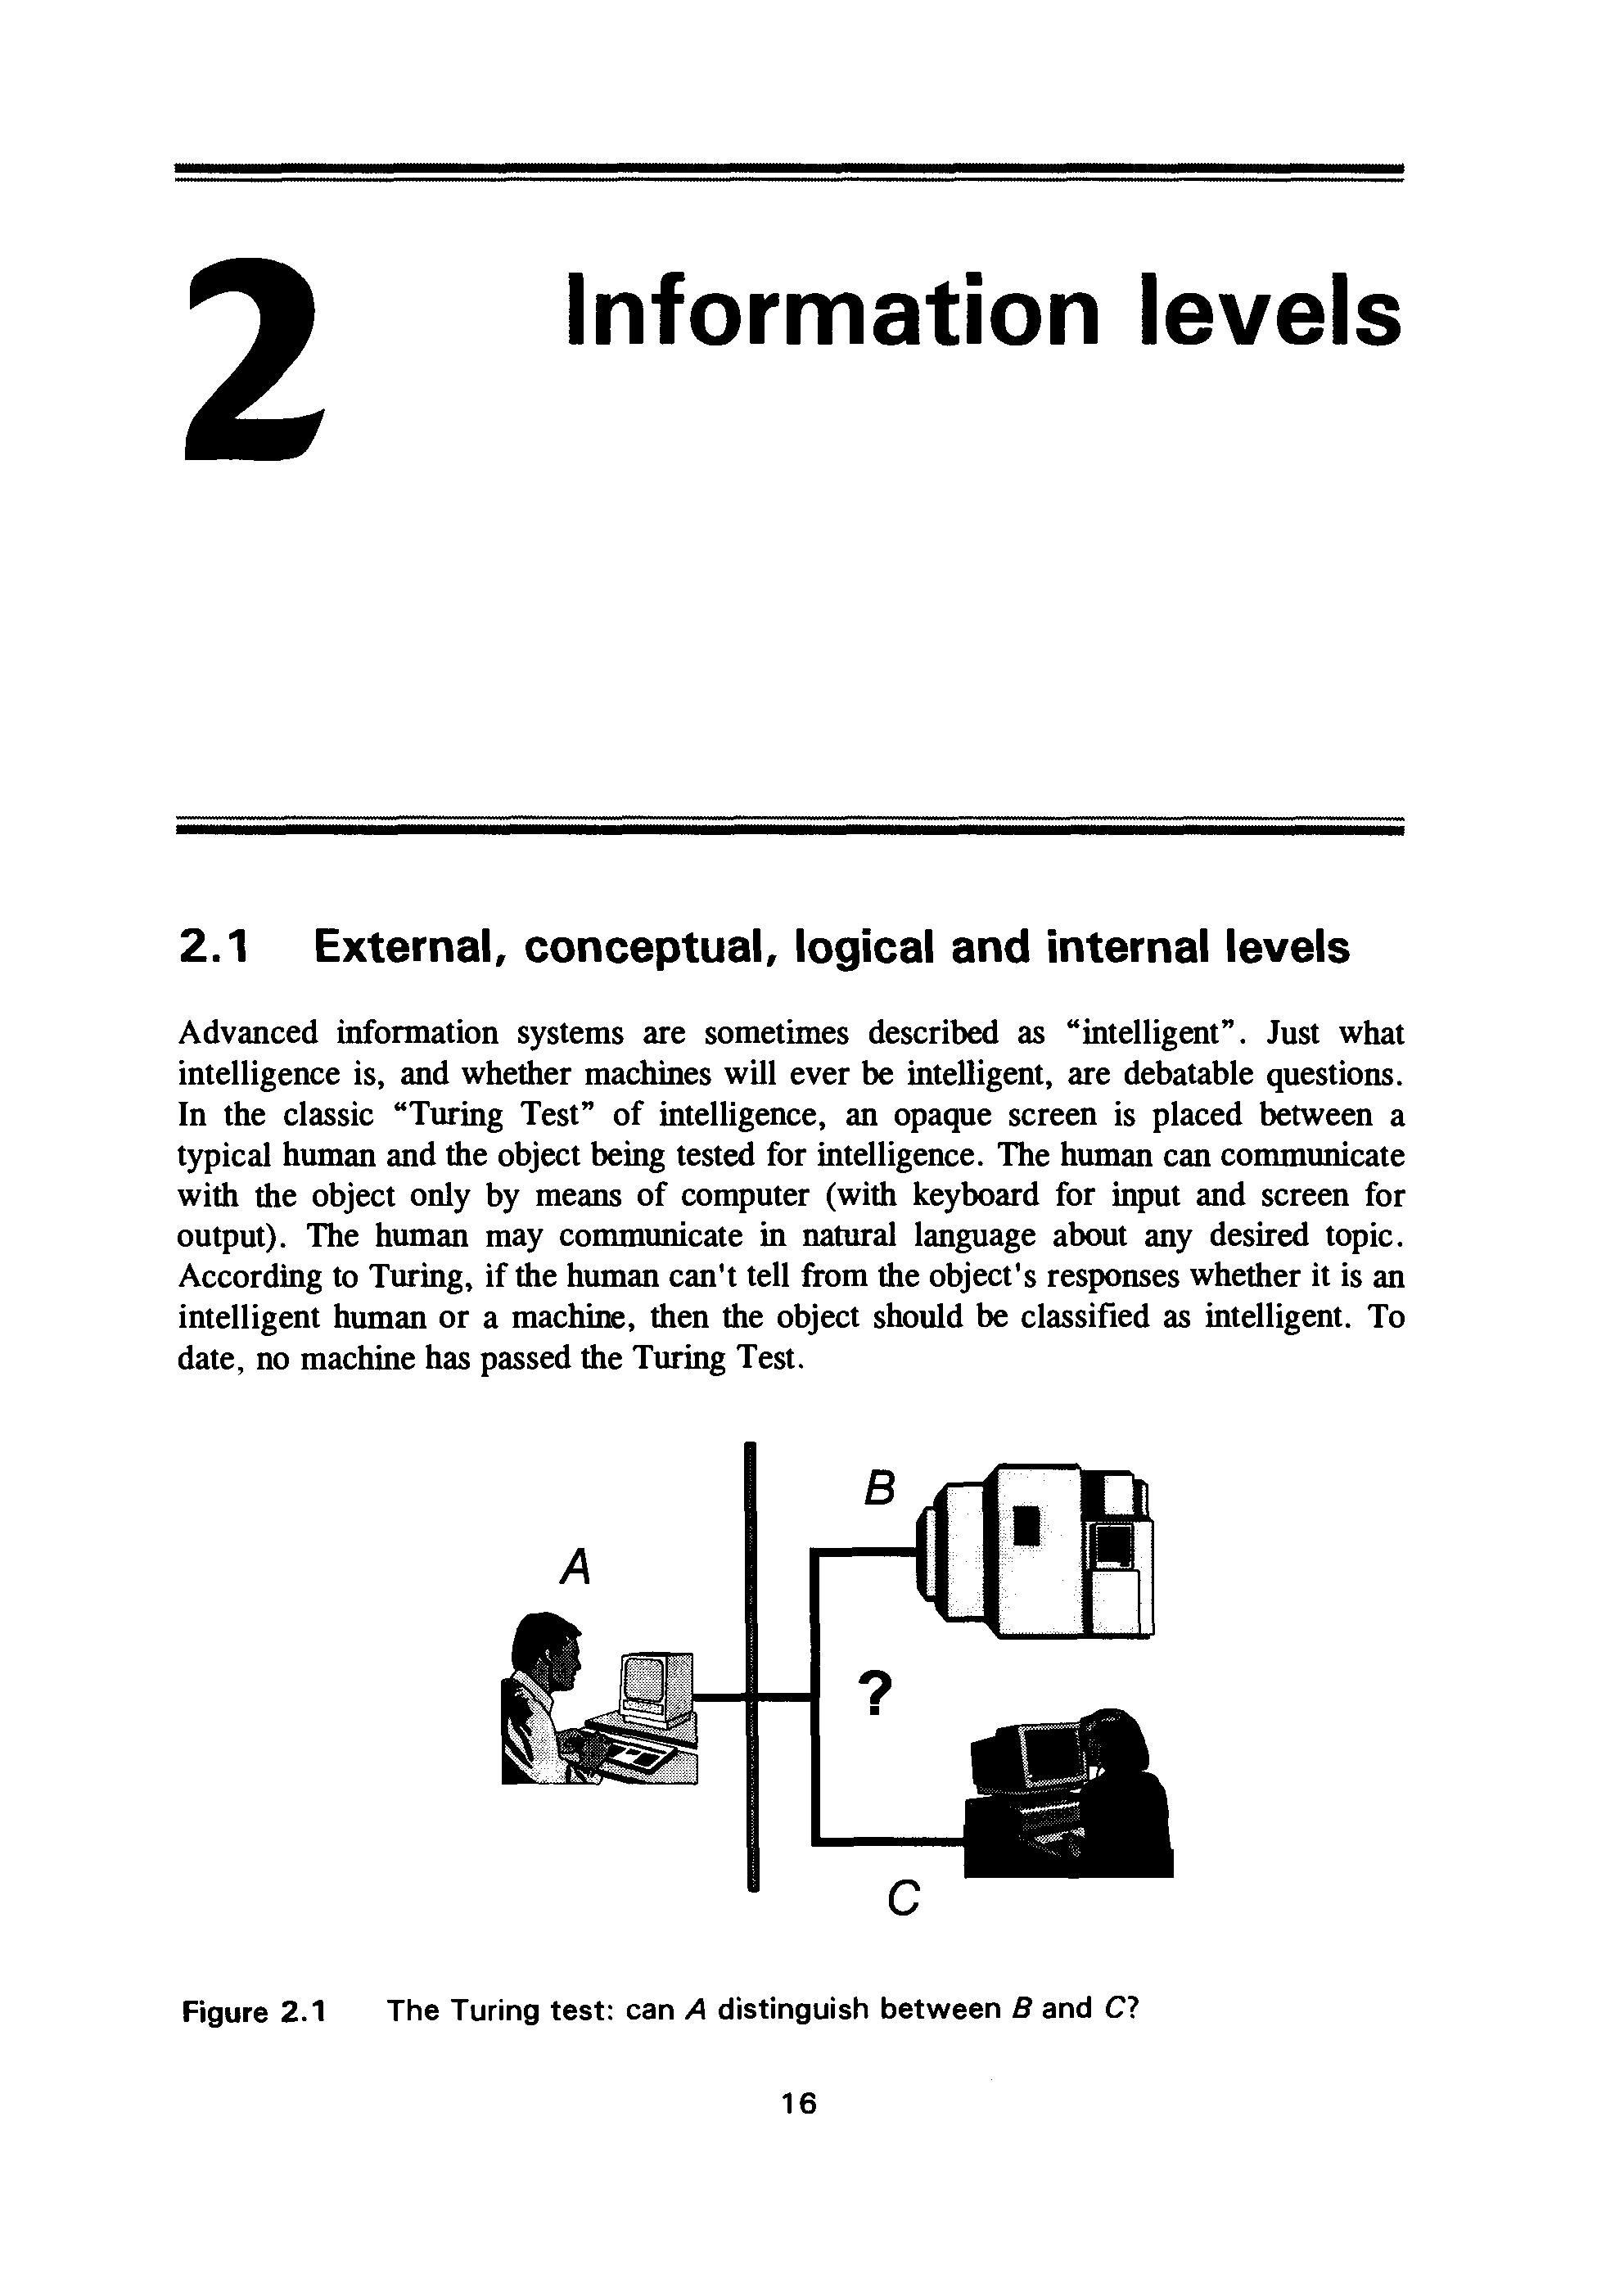 2
Information levels
2.1 External, conceptual, logical and internal levels
Advanced information systems are sometimes described as “intelligent”. Just what
intelligence is, and whether machines will ever be intelligent, are debatable questions.
In the classic “Turing Test” of intelligence, an opaque screen is placed between a
typical human and the object being tested for intelligence. The human can communicate
with the object only by means of computer (with keyboard for input and screen for
output). The human may communicate in natural language about any desired topic.
According to Turing, if the human can't tell from the object's responses whether it is an
intelligent human or a machine, then the object should be classified as intelligent. To
date, no machine has passed the Turing Test.
B
A
?
C
Figure 2.1 The Turing test: can A distinguish between B and C?
16